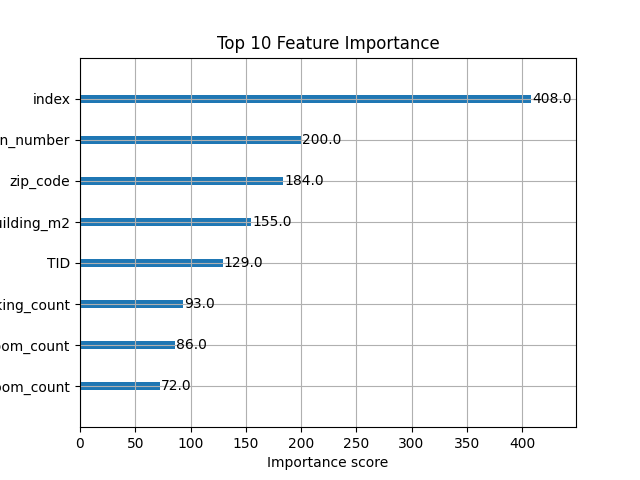 Top 10 Feature Importance
index
408.0
n_number
200.0
zip_code
184.0
uilding_m2
155.0
TID
129.0
king_count
93.0
oom_count
86.0
oom_count
72.0
0 50 100 150 200 250 300 350 400
Importance score